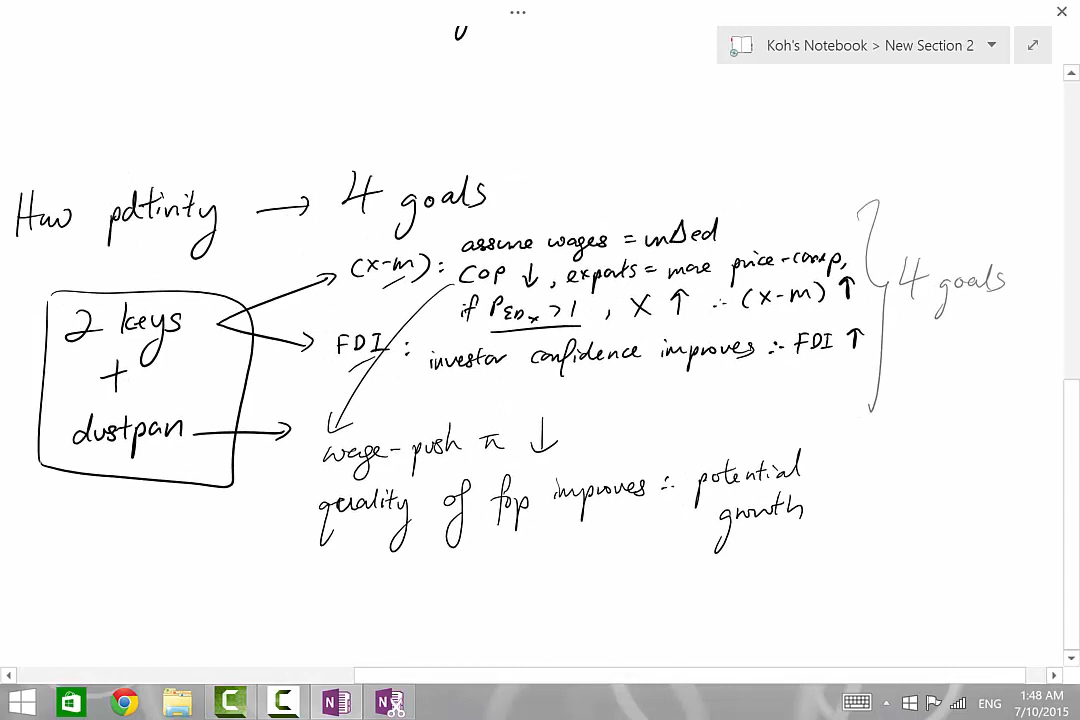 Koh's Notebook > New Section 2
How pdtivity → 4 goals
(X-M) : assume wages = unΔed
COP ↓, exports = more price-comp,
if PEDx > 1, X ↑ ∴ (X-M) ↑
4 goals
2 keys
+
dustpan
FDI : investor confidence improves ∴ FDI ↑
wage-push π ↓
quality of fop improves ∴ potential
growth
ENG
1:48 AM
7/10/2015